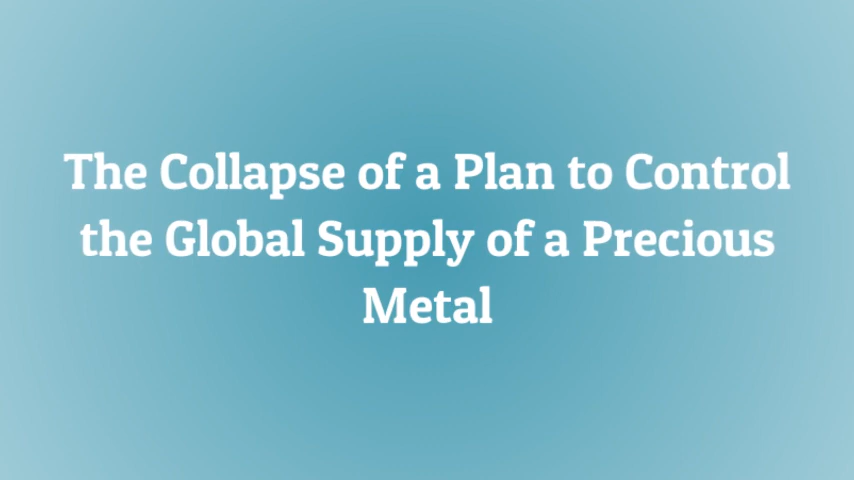 The Collapse of a Plan to Control
the Global Supply of a Precious
Metal